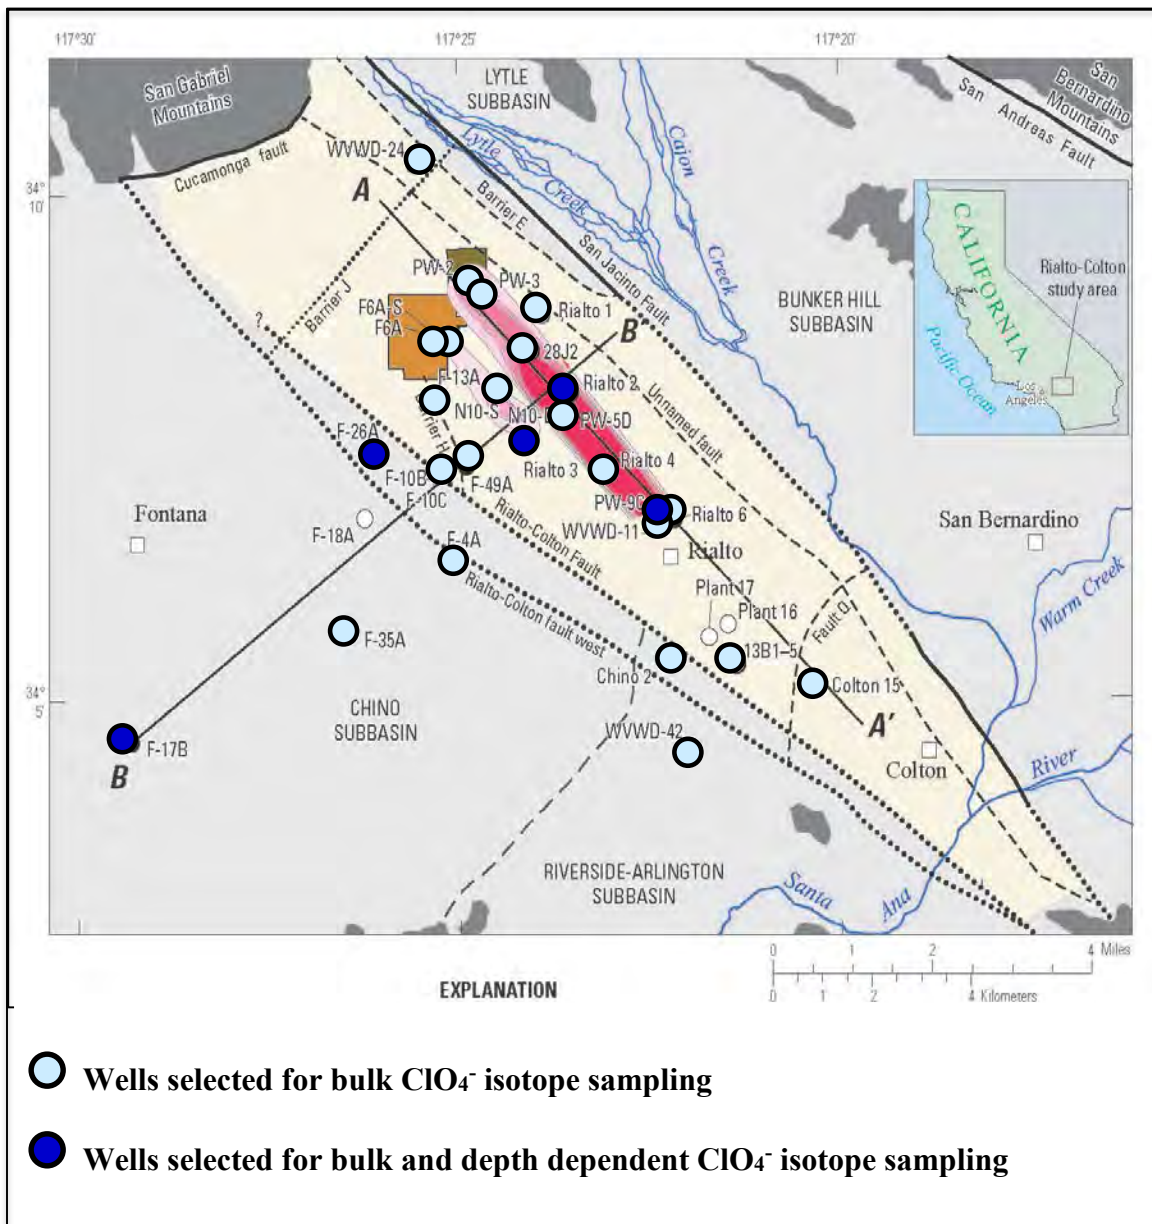 117°30'
117°25'
117°20'
San Gabriel
Mountains
LYTLE
SUBBASIN
San
Bernardino
Mountains
San Andreas Fault
Cucamonga fault
WVWD-24
Lytle
Creek
Cajon
Creek
34°
10'
A
Barrier E
San Jacinto Fault
CALIFORNIA
Pacific Ocean
Los
Angeles
Rialto-Colton
study area
BUNKER HILL
SUBBASIN
PW-2
PW-3
Barrier J
F6A-S
F6A
Rialto 1
B
?
28J2
F-13A
Rialto 2
Unnamed fault
N10-S
PW-5D
Barrier H
F-26A
Rialto 3
Rialto 4
F-10B
F-10C
F-49A
Rialto-Colton Fault
Fontana
F-18A
PW-9C
Rialto 6
WVWD-11
Rialto
San Bernardino
F-4A
Rialto-Colton fault west
Plant 17
Plant 16
Fault Q
Warm Creek
F-35A
13B1–5
Chino 2
Colton 15
34°
5'
CHINO
SUBBASIN
WVWD-42
A'
F-17B
B
Colton
River
RIVERSIDE-ARLINGTON
SUBBASIN
Santa
Ana
0 1 2 4 Miles
0 1 2 4 Kilometers
EXPLANATION
Wells selected for bulk ClO₄⁻ isotope sampling
Wells selected for bulk and depth dependent ClO₄⁻ isotope sampling